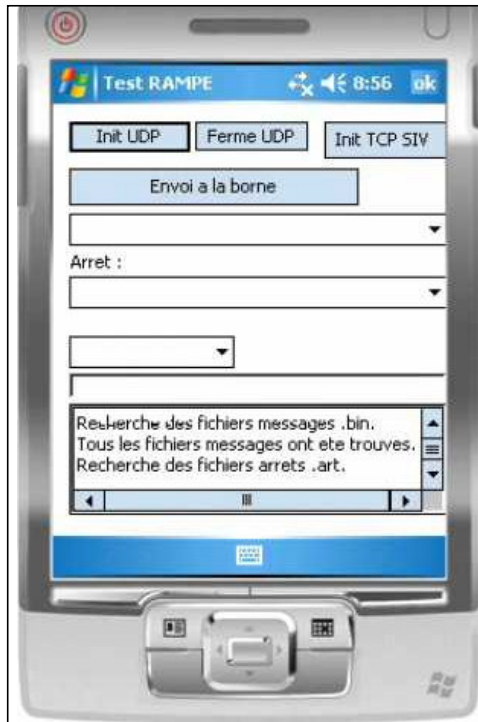 Test RAMPE 8:56 ok
Init UDP Ferme UDP Init TCP SIV
Envoi a la borne
Arret :
Recherche des fichiers messages .bin.
Tous les fichiers messages ont ete trouves.
Recherche des fichiers arrets .art.